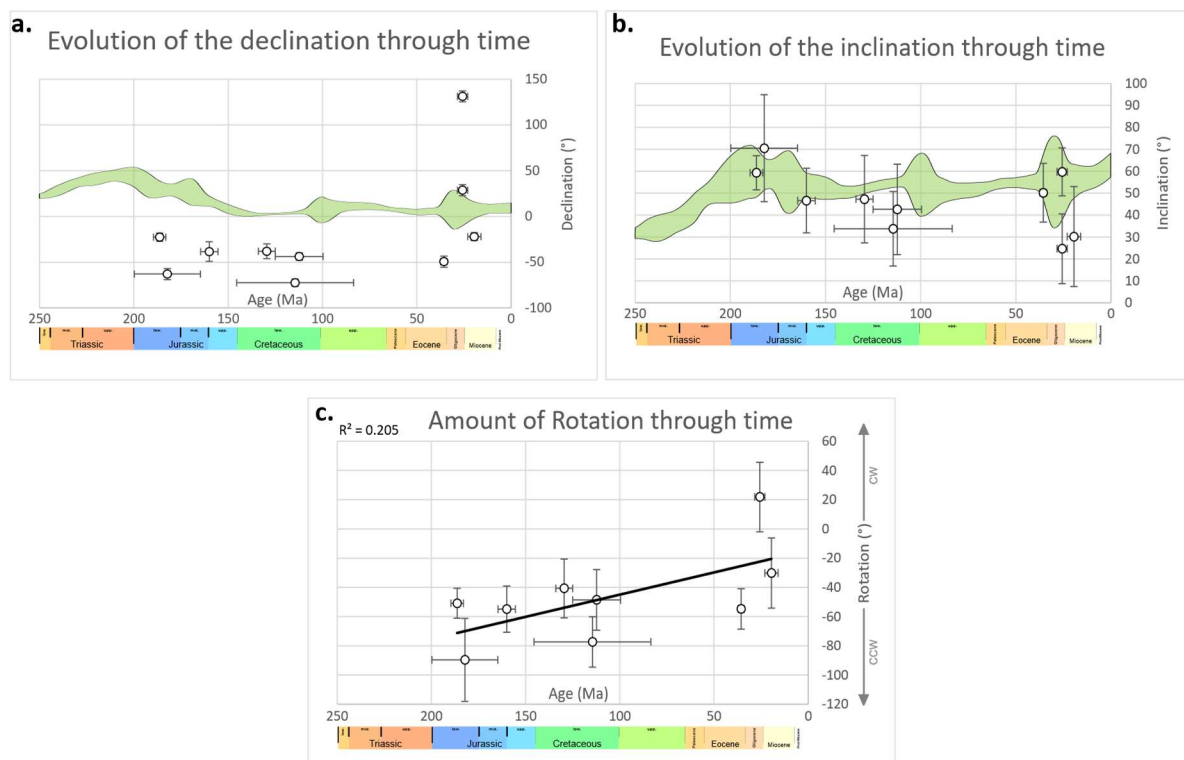 a.
Evolution of the declination through time
150
100
50
0
-50
-100
Declination (°)
Age (Ma)
250 200 150 100 50 0
Triassic Jurassic Cretaceous Eocene Miocene
b.
Evolution of the inclination through time
100
90
80
70
60
50
40
30
20
10
0
Inclination (°)
Age (Ma)
250 200 150 100 50 0
Triassic Jurassic Cretaceous Eocene Miocene
c.
R² = 0.205
Amount of Rotation through time
60
40
20
0
-20
-40
-60
-80
-100
-120
CW
Rotation (°)
CCW
Age (Ma)
250 200 150 100 50 0
Triassic Jurassic Cretaceous Eocene Miocene